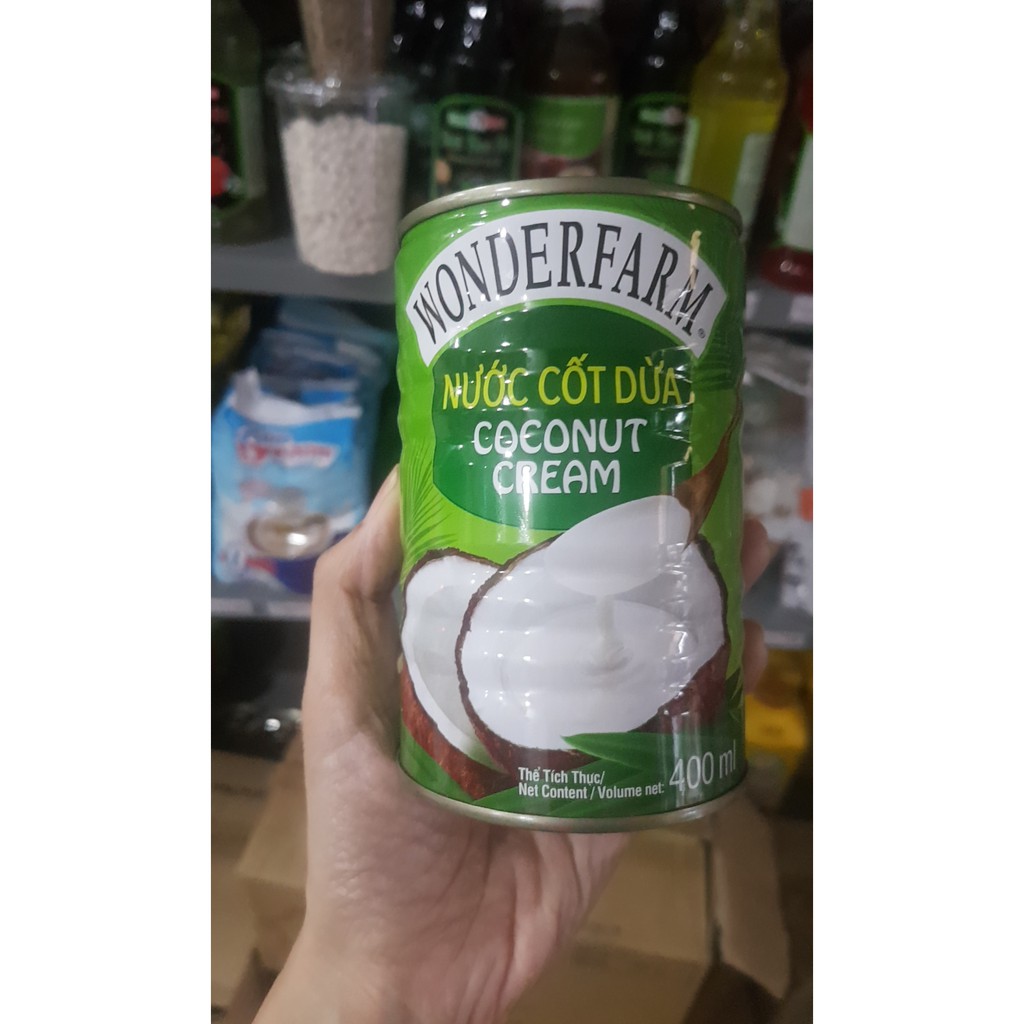 WONDERFARM®
NƯỚC CỐT DỪA
COCONUT
CREAM
Thể Tích Thực/
Net Content / Volume net: 400 ml